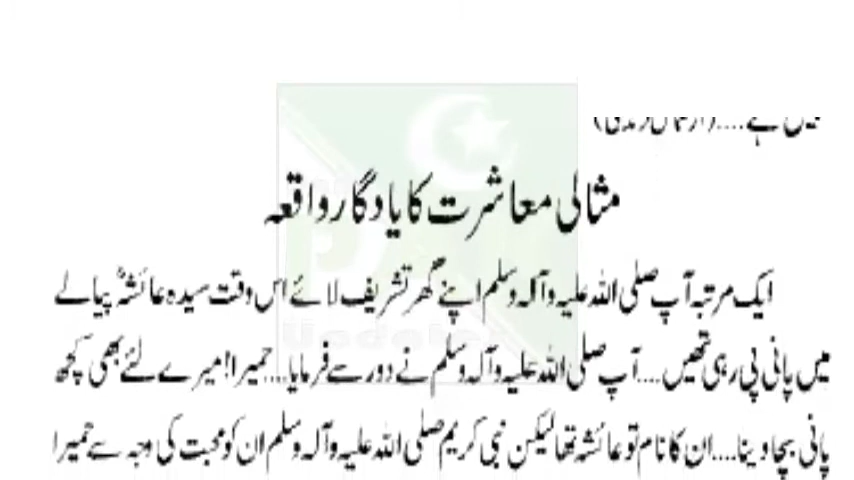 مثالی معاشرت کا یادگار واقعہ
ایک مرتبہ آپ صلی اللہ علیہ وآلہ وسلم اپنے گھر تشریف لائے اس وقت سیدہ عائشہؓ پیالے
میں پانی پی رہی تھیں....آپ صلی اللہ علیہ وآلہ وسلم نے دور سے فرمایا....حمیرا! میرے لئے بھی کچھ
پانی بچا دینا....ان کا نام تو عائشہ تھا لیکن نبی کریم صلی اللہ علیہ وآلہ وسلم ان کو محبت کی وجہ سے حمیرا